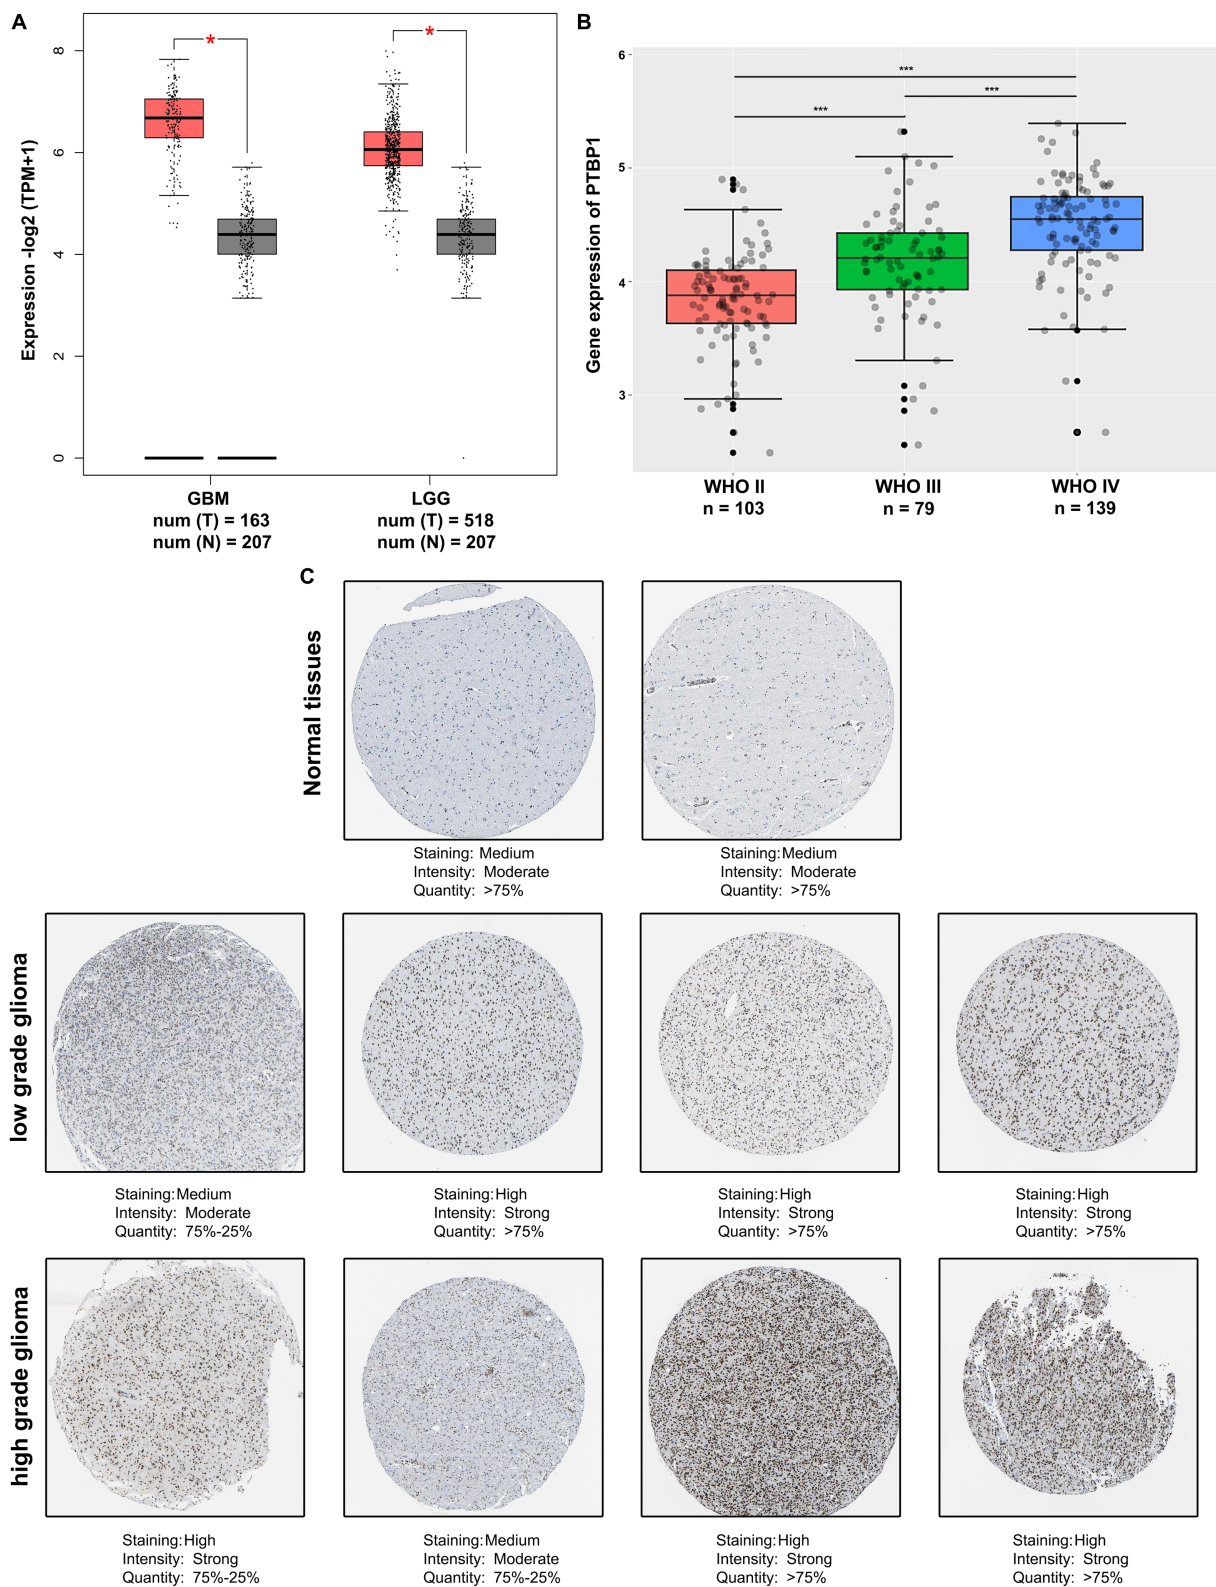 A
Expression -log2 (TPM+1)
8
6
4
2
0
*
*
GBM
num (T) = 163
num (N) = 207
LGG
num (T) = 518
num (N) = 207
B
Gene expression of PTBP1
6
5
4
3
***
***
***
WHO II
n = 103
WHO III
n = 79
WHO IV
n = 139
C
Normal tissues
Staining: Medium
Intensity: Moderate
Quantity: >75%
Staining:Medium
Intensity: Moderate
Quantity: >75%
low grade glioma
Staining:Medium
Intensity: Moderate
Quantity: 75%-25%
Staining:High
Intensity: Strong
Quantity: >75%
Staining:High
Intensity: Strong
Quantity: >75%
Staining:High
Intensity: Strong
Quantity: >75%
high grade glioma
Staining:High
Intensity: Strong
Quantity: 75%-25%
Staining:Medium
Intensity: Moderate
Quantity: 75%-25%
Staining:High
Intensity: Strong
Quantity: >75%
Staining:High
Intensity: Strong
Quantity: >75%